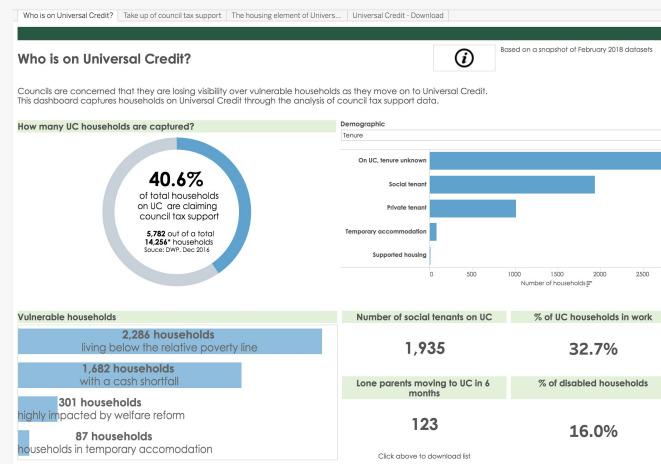 Who is on Universal Credit?
Take up of council tax support
The housing element of Univers...
Universal Credit - Download
Who is on Universal Credit?
i
Based on a snapshot of February 2018 datasets
Councils are concerned that they are losing visibility over vulnerable households as they move on to Universal Credit.
This dashboard captures households on Universal Credit through the analysis of council tax support data.
How many UC households are captured?
40.6%
of total households
on UC are claiming
council tax support
5,782 out of a total
14,256* households
Souce: DWP, Dec 2016
Demographic
Tenure
On UC, tenure unknown
Social tenant
Private tenant
Temporary accommodation
Supported housing
0 500 1000 1500 2000 2500
Number of households
Vulnerable households
2,286 households
living below the relative poverty line
1,682 households
with a cash shortfall
301 households
highly impacted by welfare reform
87 households
households in temporary accomodation
Number of social tenants on UC
1,935
% of UC households in work
32.7%
Lone parents moving to UC in 6
months
123
Click above to download list
% of disabled households
16.0%